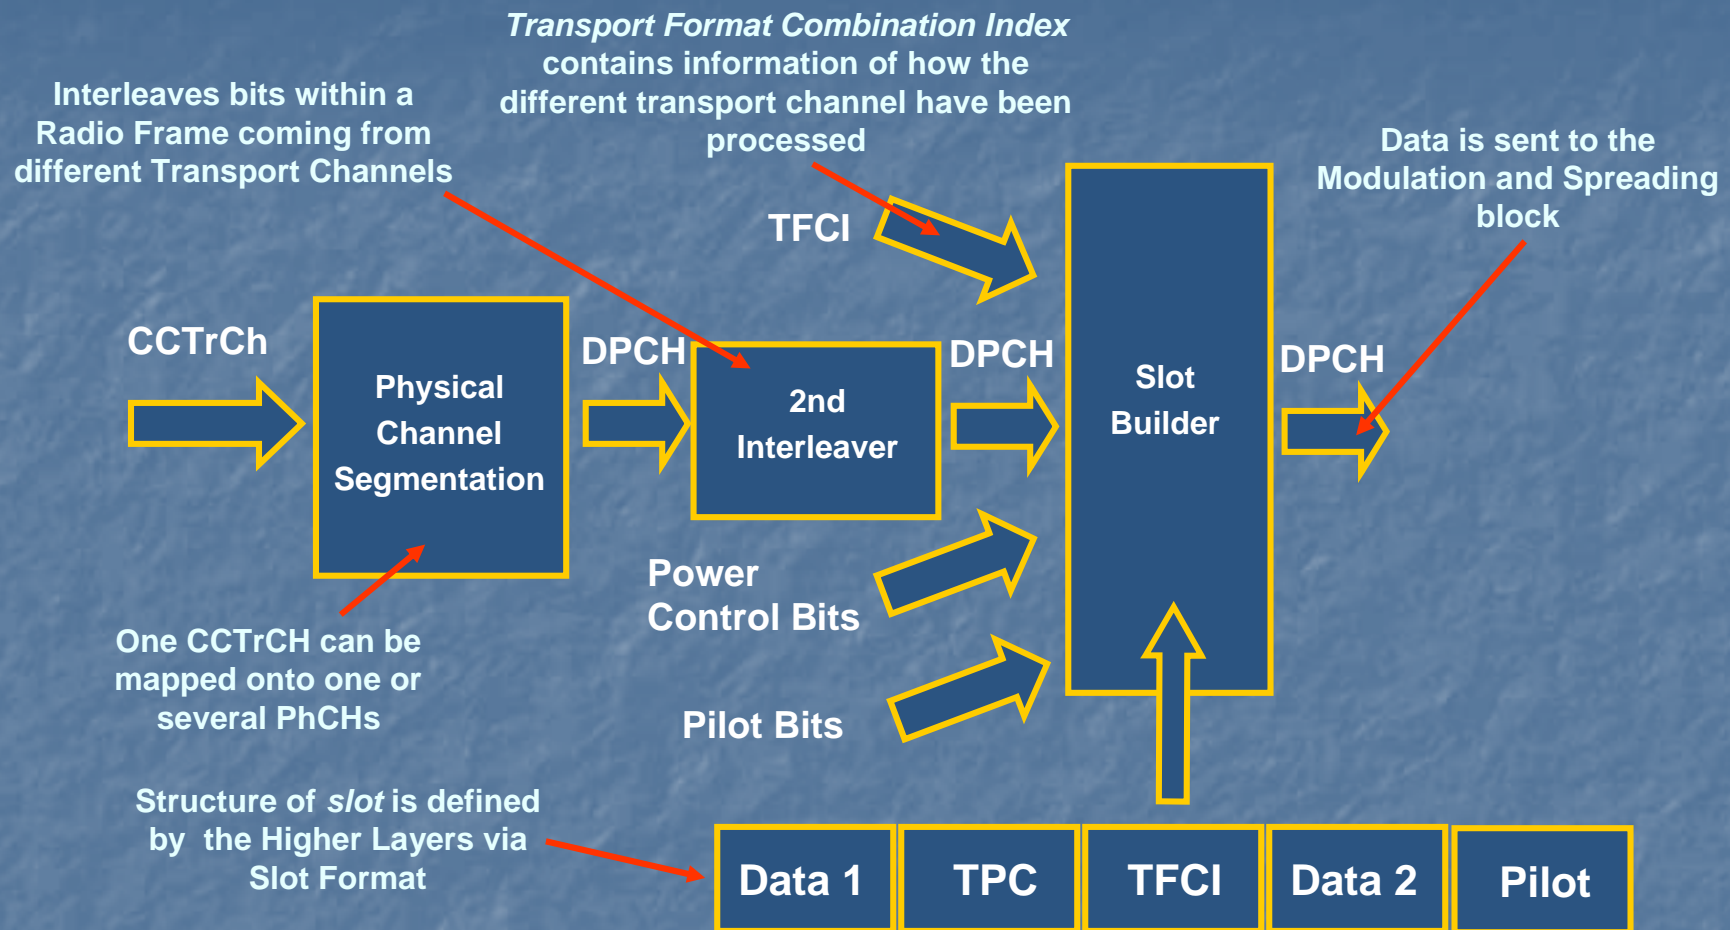 Transport Format Combination Index
contains information of how the
different transport channel have been
processed
Interleaves bits within a
Radio Frame coming from
different Transport Channels
Data is sent to the
Modulation and Spreading
block
TFCI
CCTrCh
Physical
Channel
Segmentation
DPCH
2nd
Interleaver
DPCH
Slot
Builder
DPCH
Power
Control Bits
One CCTrCH can be
mapped onto one or
several PhCHs
Pilot Bits
Structure of slot is defined
by the Higher Layers via
Slot Format
Data 1
TPC
TFCI
Data 2
Pilot